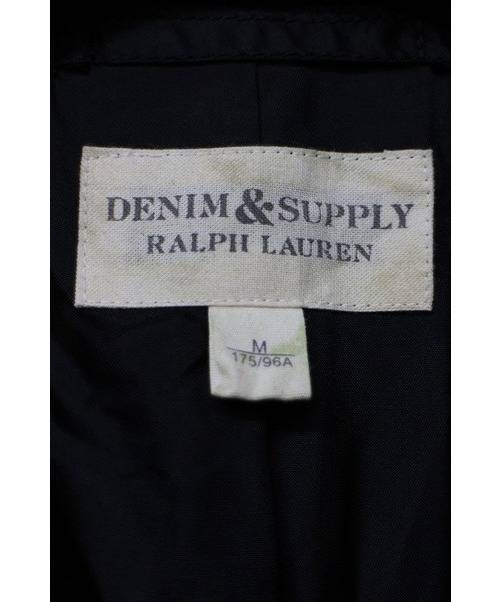 DENIM & SUPPLY
RALPH LAUREN
M
175/96A